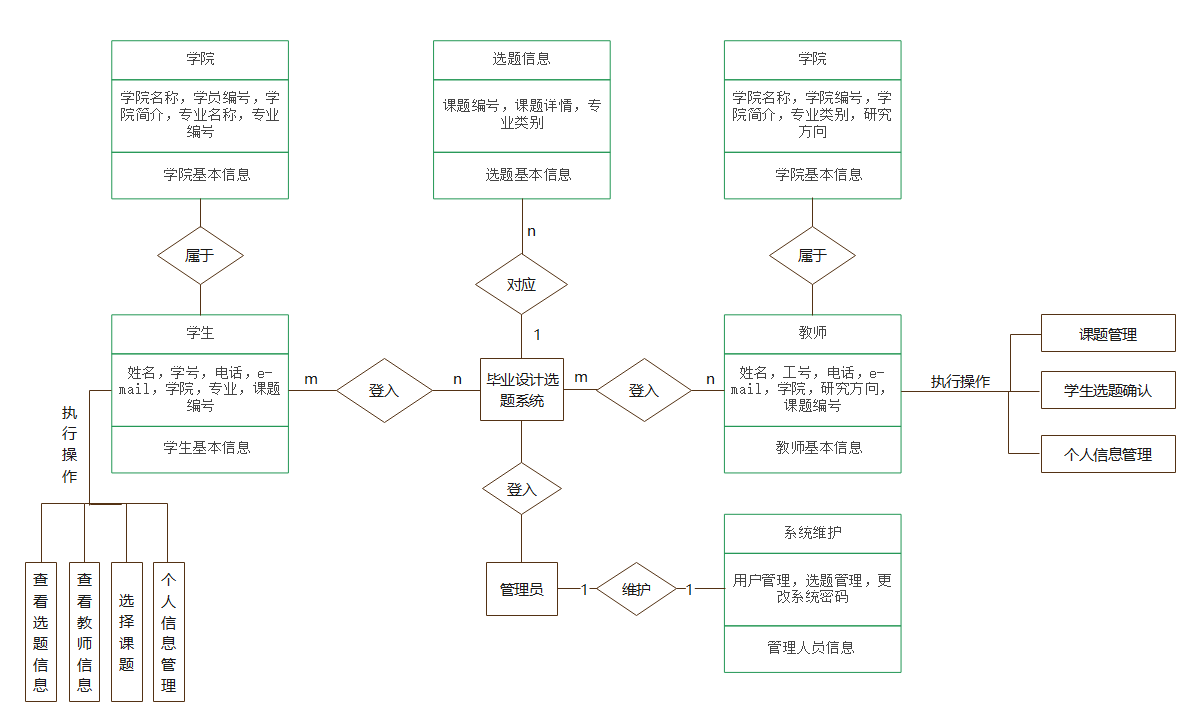 学院
学院名称，学员编号，学
院简介，专业名称，专业
编号
学院基本信息
选题信息
课题编号，课题详情，专
业类别
选题基本信息
学院
学院名称，学院编号，学
院简介，专业类别，研究
方向
学院基本信息
属于
n
对应
1
属于
学生
姓名，学号，电话，e-
mail，学院，专业，课题
编号
学生基本信息
m
登入
n
毕业设计选
题系统
m
登入
n
教师
姓名，工号，电话，e-
mail，学院，研究方向，
课题编号
教师基本信息
执行操作
课题管理
学生选题确认
个人信息管理
执行操作
登入
管理员
1
维护
1
系统维护
用户管理，选题管理，更
改系统密码
管理人员信息
查看选题信息
查看教师信息
选择课题
个人信息管理